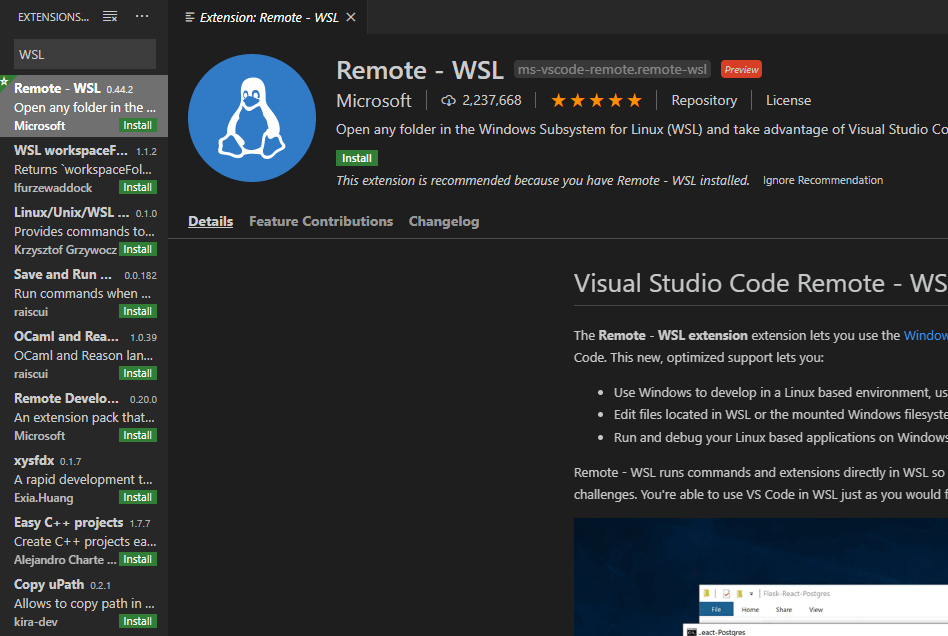 EXTENSIONS...
WSL
Remote - WSL 0.44.2
Open any folder in the ...
Microsoft Install
WSL workspaceF... 1.1.2
Returns `workspaceFol...
lfurzewaddock Install
Linux/Unix/WSL ... 0.1.0
Provides commands to...
Krzysztof Grzywocz Install
Save and Run ... 0.0.182
Run commands when ...
raiscui Install
OCaml and Rea... 1.0.39
OCaml and Reason lan...
raiscui Install
Remote Develo... 0.20.0
An extension pack that...
Microsoft Install
xysfdx 0.1.7
A rapid development t...
Exia.Huang Install
Easy C++ projects 1.7.7
Create C++ projects ea...
Alejandro Charte ... Install
Copy uPath 0.2.1
Allows to copy path in ...
kira-dev Install
Extension: Remote - WSL
Remote - WSL ms-vscode-remote.remote-wsl Preview
Microsoft 2,237,668 Repository License
Open any folder in the Windows Subsystem for Linux (WSL) and take advantage of Visual Studio Co
Install
This extension is recommended because you have Remote - WSL installed. Ignore Recommendation
Details Feature Contributions Changelog
Visual Studio Code Remote - WS
The Remote - WSL extension extension lets you use the Window
Code. This new, optimized support lets you:
Use Windows to develop in a Linux based environment, us
Edit files located in WSL or the mounted Windows filesyste
Run and debug your Linux based applications on Windows
Remote - WSL runs commands and extensions directly in WSL so
challenges. You're able to use VS Code in WSL just as you would f
Flask-React-Postgres
File Home Share View
.eact-Postgres